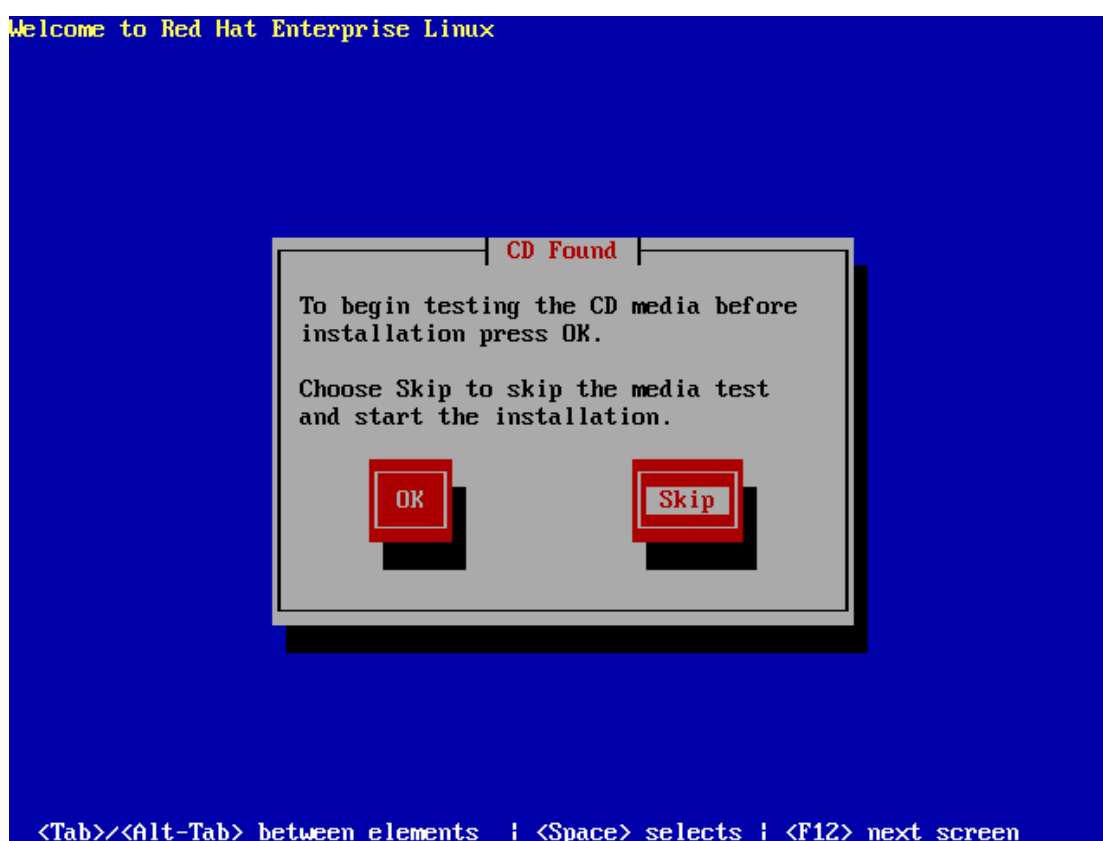 Welcome to Red Hat Enterprise Linux
CD Found
To begin testing the CD media before
installation press OK.
Choose Skip to skip the media test
and start the installation.
OK Skip
<Tab>/<Alt-Tab> between elements | <Space> selects | <F12> next screen